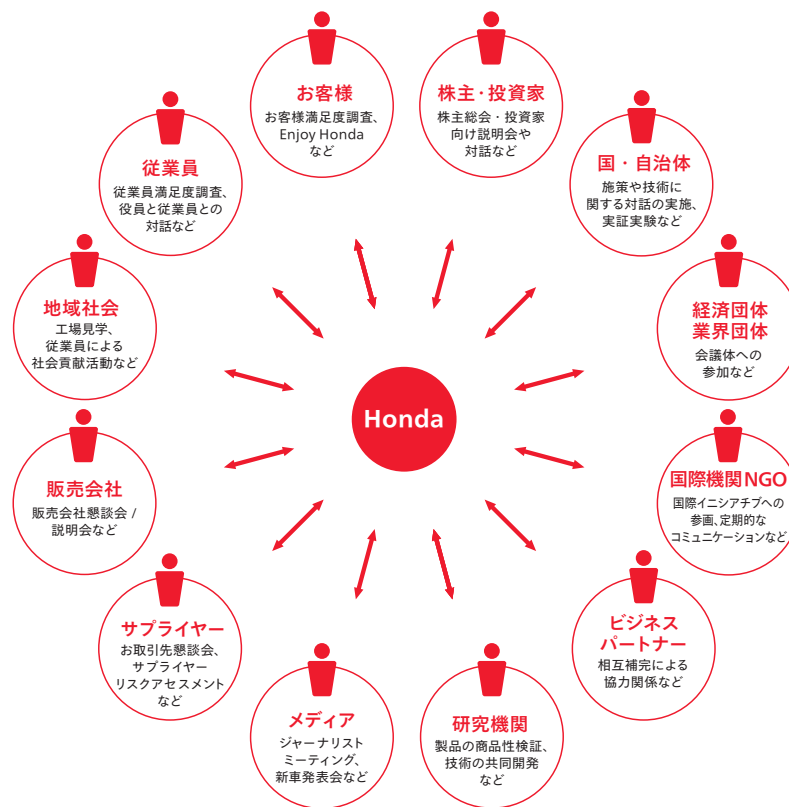 お客様
お客様満足度調査、
Enjoy Honda
など
株主・投資家
株主総会・投資家
向け説明会や
対話など
国・自治体
施策や技術に
関する対話の実施、
実証実験など
経済団体
業界団体
会議体への
参加など
国際機関NGO
国際イニシアチブへの
参画、定期的な
コミュニケーションなど
ビジネス
パートナー
相互補完による
協力関係など
研究機関
製品の商品性検証、
技術の共同開発
など
メディア
ジャーナリスト
ミーティング、
新車発表会など
サプライヤー
お取引先懇談会、
サプライヤー
リスクアセスメント
など
販売会社
販売会社懇談会 /
説明会など
地域社会
工場見学、
従業員による
社会貢献活動など
従業員
従業員満足度調査、
役員と従業員との
対話など
Honda